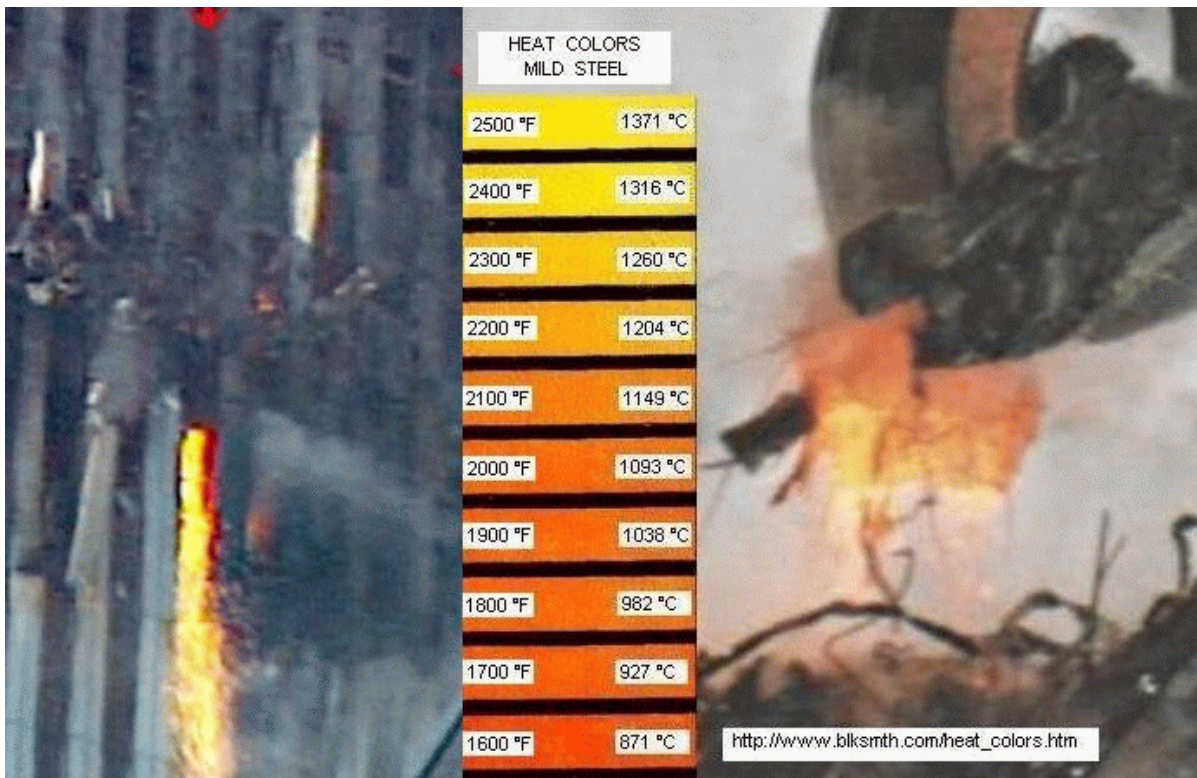 HEAT COLORS
MILD STEEL
2500 °F 1371 °C
2400 °F 1316 °C
2300 °F 1260 °C
2200 °F 1204 °C
2100 °F 1149 °C
2000 °F 1093 °C
1900 °F 1038 °C
1800 °F 982 °C
1700 °F 927 °C
1600 °F 871 °C
http://www.blksmth.com/heat_colors.htm